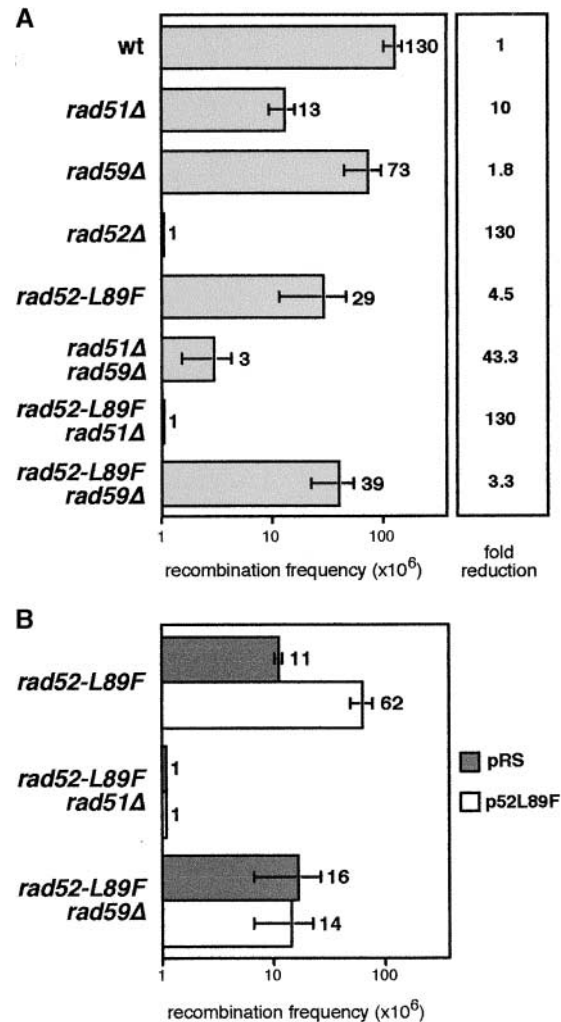 A
wt
130
1
rad51Δ
13
10
rad59Δ
73
1.8
rad52Δ
1
130
rad52-L89F
29
4.5
rad51Δ
rad59Δ
3
43.3
rad52-L89F
rad51Δ
1
130
rad52-L89F
rad59Δ
39
3.3
1
10
100
recombination frequency (x10⁶)
fold
reduction
B
rad52-L89F
11
62
rad52-L89F
rad51Δ
1
1
pRS
p52L89F
rad52-L89F
rad59Δ
16
14
1
10
100
recombination frequency (x10⁶)